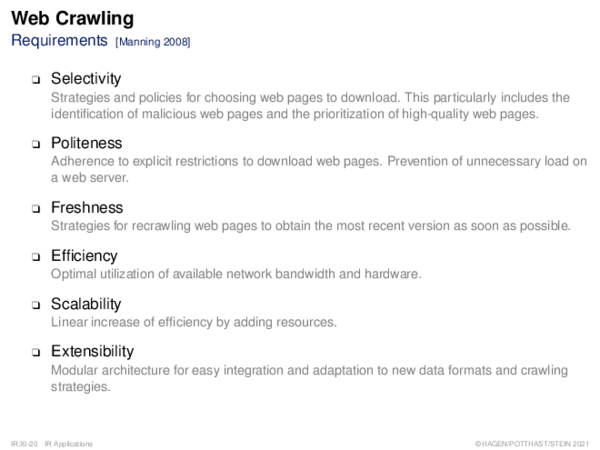 Web Crawling
Requirements [Manning 2008]
❑ Selectivity
Strategies and policies for choosing web pages to download. This particularly includes the
identification of malicious web pages and the prioritization of high-quality web pages.
❑ Politeness
Adherence to explicit restrictions to download web pages. Prevention of unnecessary load on
a web server.
❑ Freshness
Strategies for recrawling web pages to obtain the most recent version as soon as possible.
❑ Efficiency
Optimal utilization of available network bandwidth and hardware.
❑ Scalability
Linear increase of efficiency by adding resources.
❑ Extensibility
Modular architecture for easy integration and adaptation to new data formats and crawling
strategies.
IR:XI-20 IR Applications
©HAGEN/POTTHAST/STEIN 2021